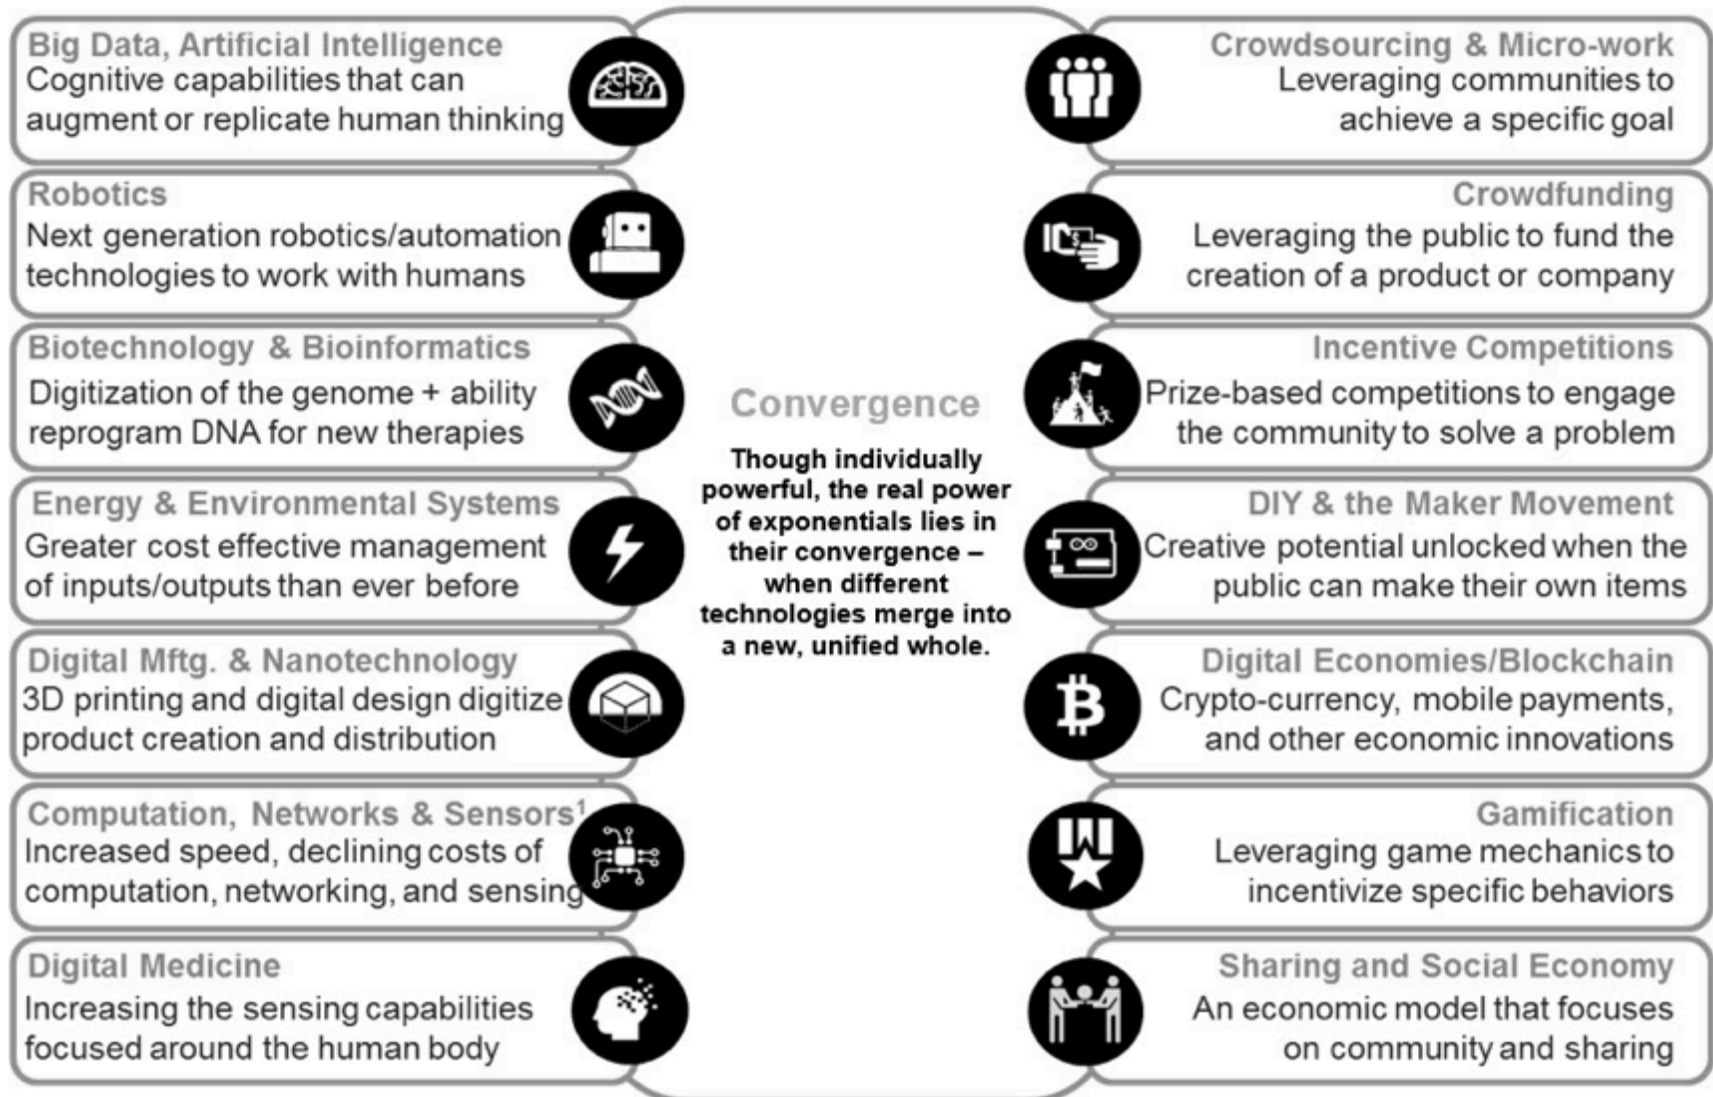 Big Data, Artificial Intelligence
Cognitive capabilities that can
augment or replicate human thinking
Robotics
Next generation robotics/automation
technologies to work with humans
Biotechnology & Bioinformatics
Digitization of the genome + ability
reprogram DNA for new therapies
Energy & Environmental Systems
Greater cost effective management
of inputs/outputs than ever before
Digital Mftg. & Nanotechnology
3D printing and digital design digitize
product creation and distribution
Computation, Networks & Sensors¹
Increased speed, declining costs of
computation, networking, and sensing
Digital Medicine
Increasing the sensing capabilities
focused around the human body
Convergence
Though individually
powerful, the real power
of exponentials lies in
their convergence –
when different
technologies merge into
a new, unified whole.
Crowdsourcing & Micro-work
Leveraging communities to
achieve a specific goal
Crowdfunding
$
Leveraging the public to fund the
creation of a product or company
Incentive Competitions
Prize-based competitions to engage
the community to solve a problem
DIY & the Maker Movement
Creative potential unlocked when the
public can make their own items
Digital Economies/Blockchain
Crypto-currency, mobile payments,
and other economic innovations
Gamification
Leveraging game mechanics to
incentivize specific behaviors
Sharing and Social Economy
An economic model that focuses
on community and sharing